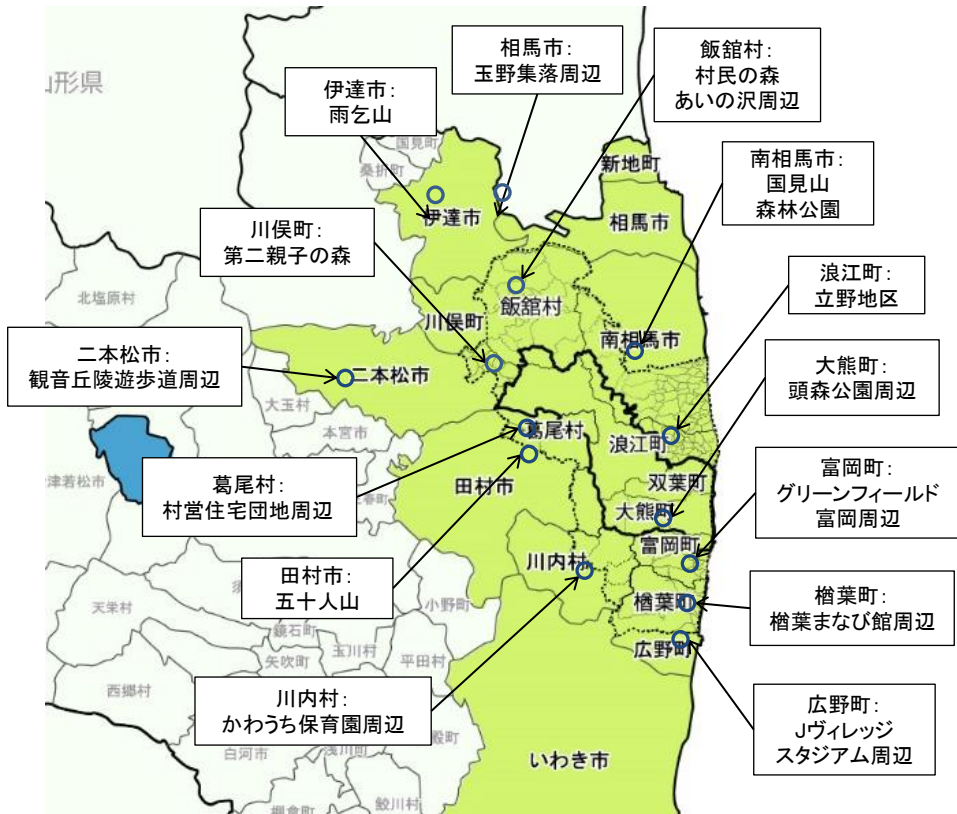 相馬市：
玉野集落周辺
飯舘村：
村民の森
あいの沢周辺
伊達市：
雨乞山
南相馬市：
国見山
森林公園
川俣町：
第二親子の森
浪江町：
立野地区
二本松市：
観音丘陵遊歩道周辺
大熊町：
頭森公園周辺
葛尾村：
村営住宅団地周辺
富岡町：
グリーンフィールド
富岡周辺
田村市：
五十人山
楢葉町：
楢葉まなび館周辺
川内村：
かわうち保育園周辺
広野町：
Jヴィレッジ
スタジアム周辺
山形県
国見町
桑折町
新地町
伊達市
相馬市
北塩原村
飯舘村
川俣町
南相馬市
二本松市
大玉村
本宮市
葛尾村
浪江町
津若松市
田村市
双葉町
大熊町
富岡町
川内村
天栄村
小野町
楢葉町
鏡石町
玉川村
平田村
広野町
矢吹町
西郷村
白河市
浅川町
いわき市
棚倉町
鮫川村